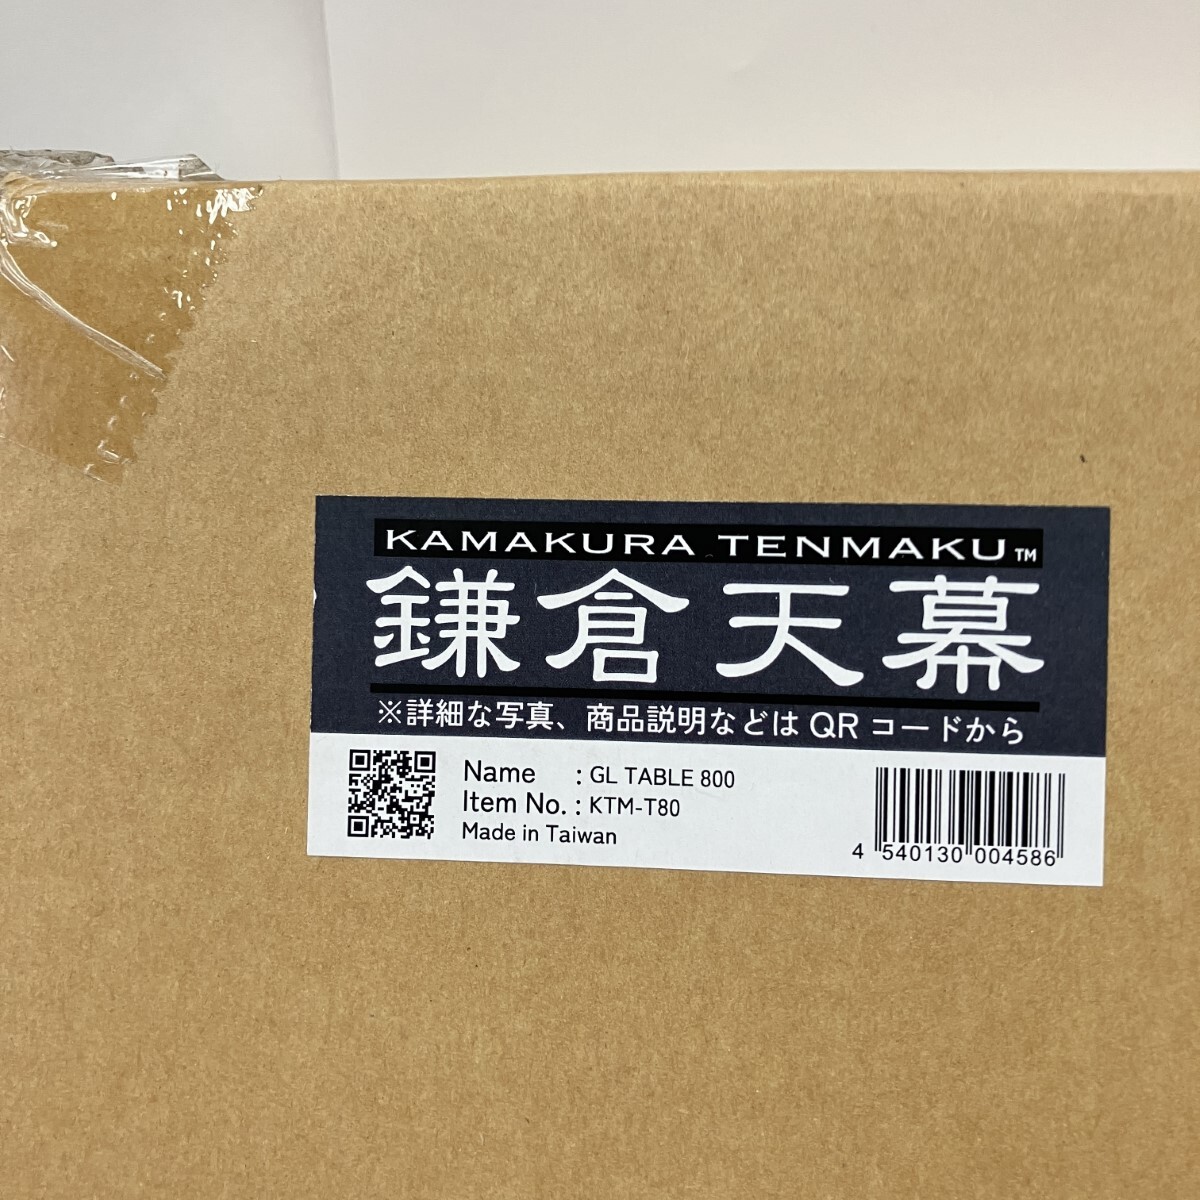 KAMAKURA TENMAKU™
鎌倉天幕
※詳細な写真、商品説明などはQRコードから
Name : GL TABLE 800
Item No. : KTM-T80
Made in Taiwan
4 540130 004586